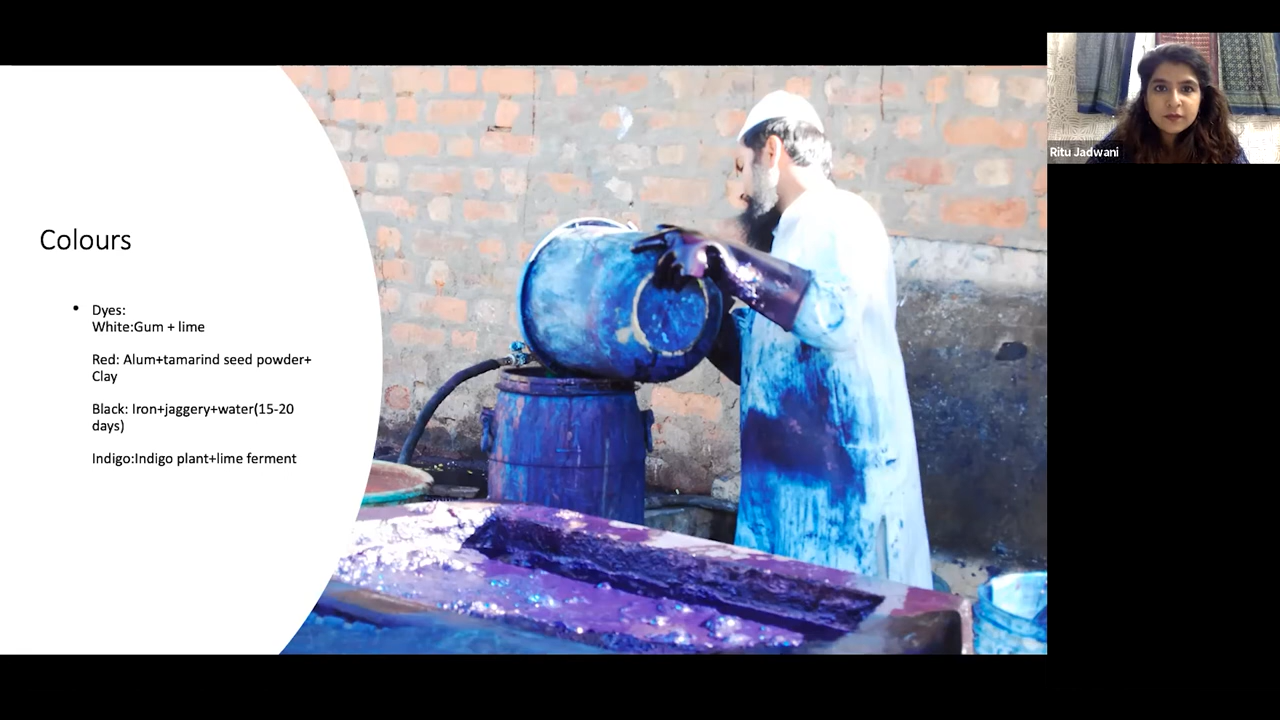 Colours
• Dyes:
White:Gum + lime
Red: Alum+tamarind seed powder+
Clay
Black: Iron+jaggery+water(15-20
days)
Indigo:Indigo plant+lime ferment
Ritu Jadwani